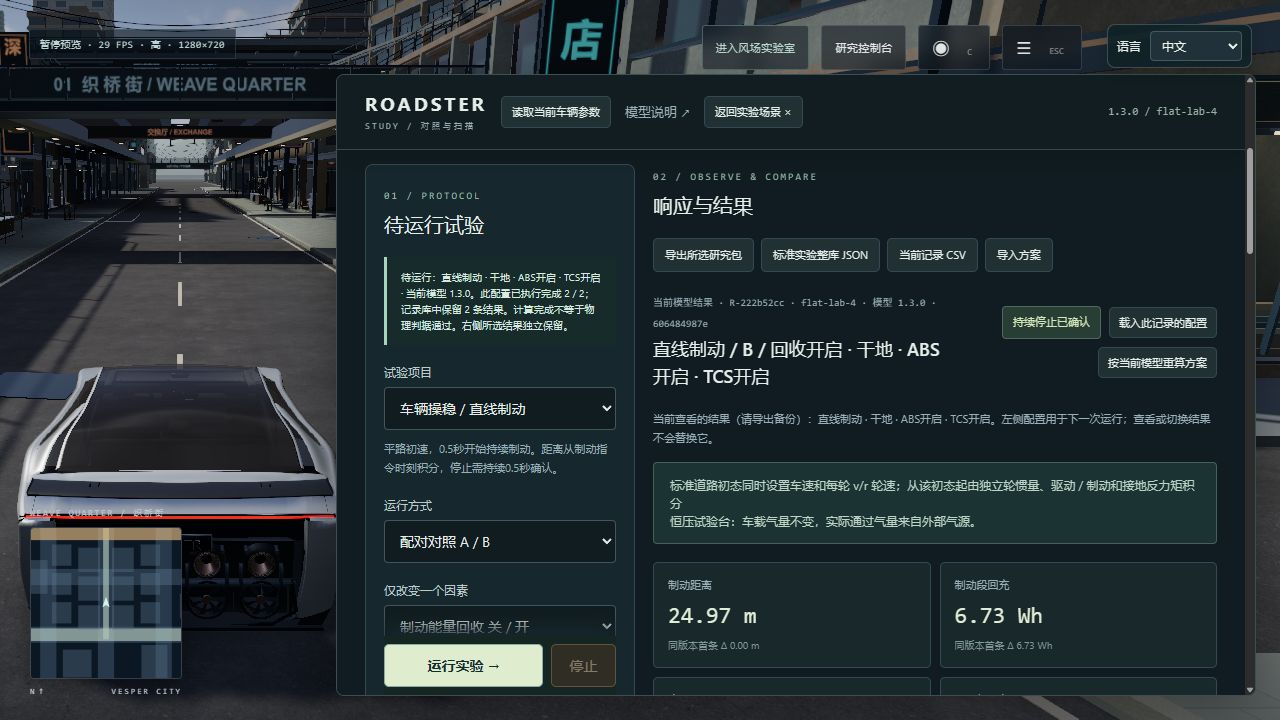 深
暂停预览 · 29 FPS · 高 · 1280×720
店
进入风场实验室
研究控制台
C
ESC
语言
中文
01 织桥街 / WEAVE QUARTER
交换厅 / EXCHANGE
ROADSTER
STUDY / 对照与扫描
读取当前车辆参数
模型说明 ↗
返回实验场景 ×
1.3.0 / flat-lab-4
01 / PROTOCOL
待运行试验
待运行：直线制动 · 干地 · ABS开启 · TCS开启
· 当前模型 1.3.0。此配置已执行完成 2 / 2；
记录库中保留 2 条结果。计算完成不等于物
理判据通过。右侧所选结果独立保留。
试验项目
车辆操稳 / 直线制动
平路初速，0.5秒开始持续制动。距离从制动指
令时刻积分，停止需持续0.5秒确认。
运行方式
配对对照 A / B
仅改变一个因素
制动能量回收 关 / 开
运行实验 →
停止
02 / OBSERVE & COMPARE
响应与结果
导出所选研究包
标准实验整库 JSON
当前记录 CSV
导入方案
当前模型结果 · R-222b52cc · flat-lab-4 · 模型 1.3.0 ·
606484987e
直线制动 / B / 回收开启 · 干地 · ABS
开启 · TCS开启
持续停止已确认
载入此记录的配置
按当前模型重算方案
当前查看的结果（请导出备份）：直线制动 · 干地 · ABS开启 · TCS开启。左侧配置用于下一次运行；查看或切换结果
不会替换它。
标准道路初态同时设置车速和每轮 v/r 轮速；从该初态起由独立轮惯量、驱动 / 制动和接地反力矩积
分
恒压试验台：车载气量不变，实际通过气量来自外部气源。
制动距离
24.97 m
同版本首条 Δ 0.00 m
制动段回充
6.73 Wh
同版本首条 Δ 6.73 Wh
WEAVE QUARTER / 织桥街
N↑
VESPER CITY